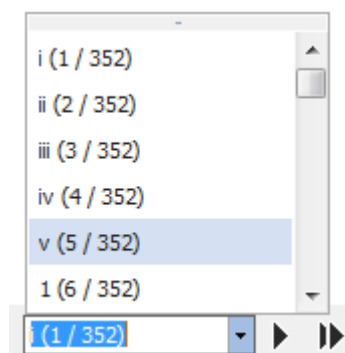 i (1 / 352)
ii (2 / 352)
iii (3 / 352)
iv (4 / 352)
v (5 / 352)
1 (6 / 352)
i (1 / 352)